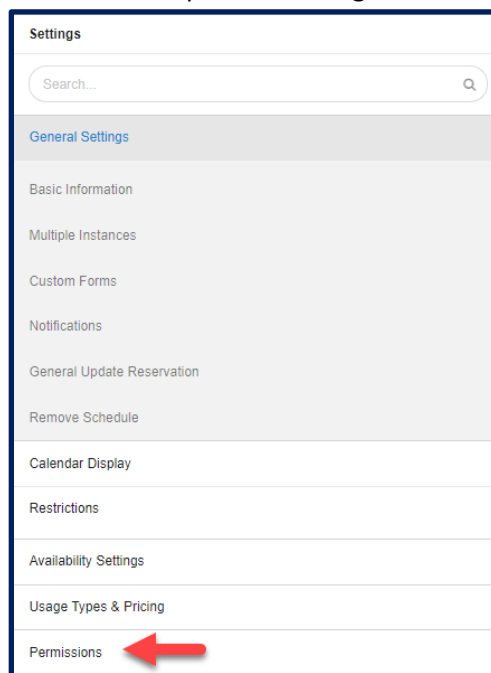 Settings
Search...
General Settings
Basic Information
Multiple Instances
Custom Forms
Notifications
General Update Reservation
Remove Schedule
Calendar Display
Restrictions
Availability Settings
Usage Types & Pricing
Permissions